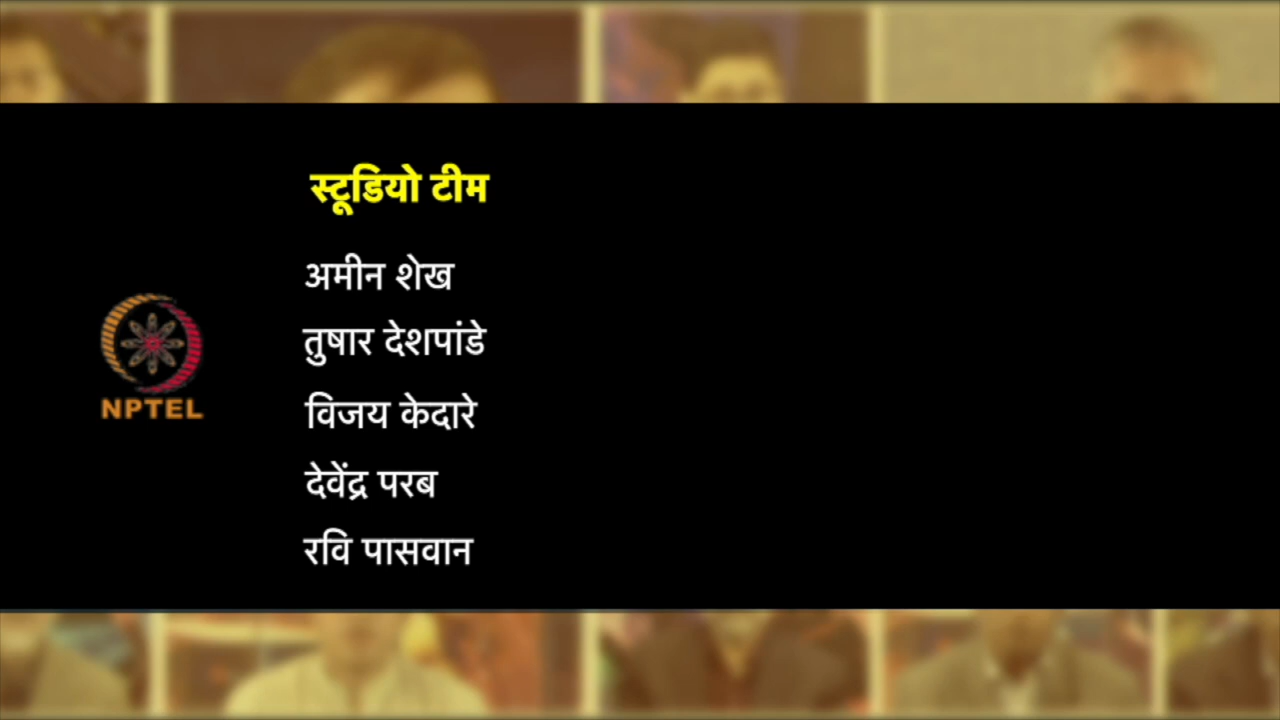 स्टूडियो टीम
अमीन शेख
तुषार देशपांडे
विजय केदारे
देवेंद्र परब
रवि पासवान
NPTEL